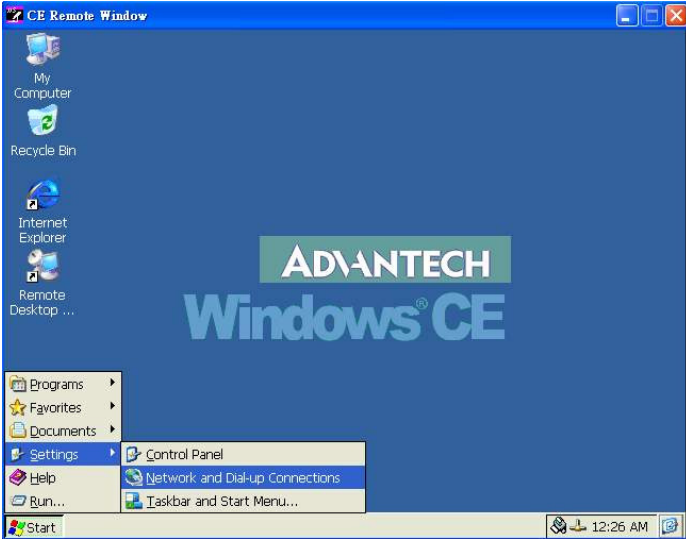 CE Remote Window
My
Computer
Recycle Bin
Internet
Explorer
Remote
Desktop ...
ADVANTECH
Windows® CE
Programs
Favorites
Documents
Settings
Help
Run...
Control Panel
Network and Dial-up Connections
Taskbar and Start Menu...
Start
12:26 AM